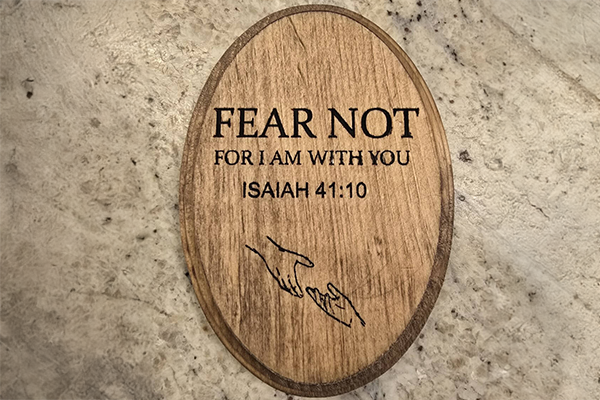 FEAR NOT
FOR I AM WITH YOU
ISAIAH 41:10